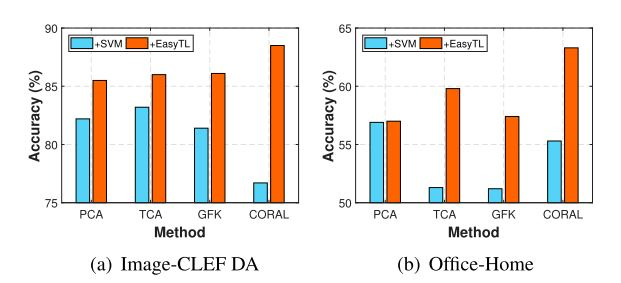 90
85
80
75
Accuracy (%)
+SVM +EasyTL
PCA TCA GFK CORAL
Method
(a) Image-CLEF DA
65
60
55
50
Accuracy (%)
+SVM +EasyTL
PCA TCA GFK CORAL
Method
(b) Office-Home